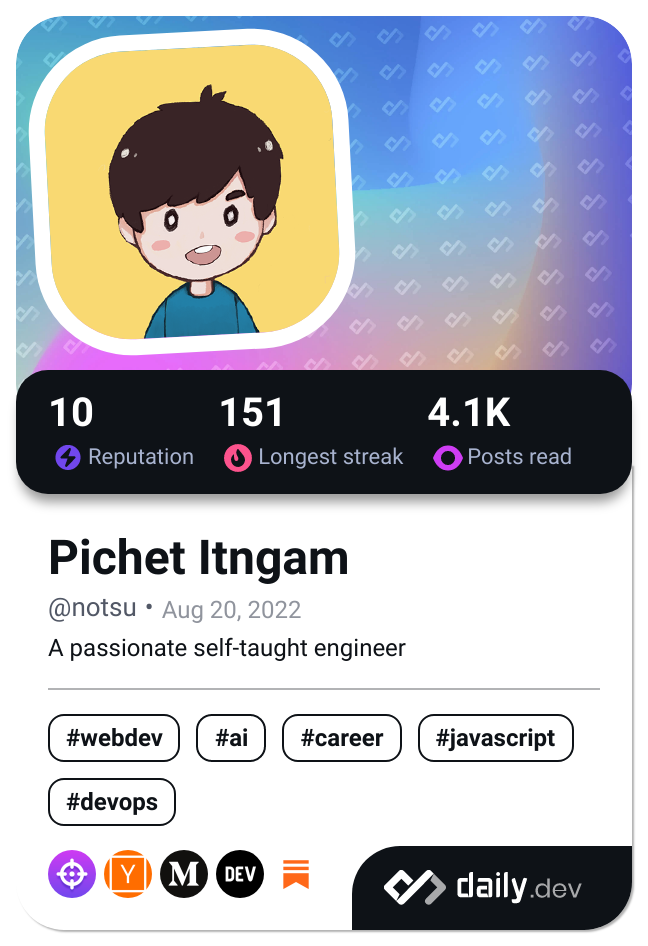 10 151 4.1K
Reputation Longest streak Posts read
Pichet Itngam
@notsu • Aug 20, 2022
A passionate self-taught engineer
#webdev #ai #career #javascript
#devops
Y M DEV daily.dev